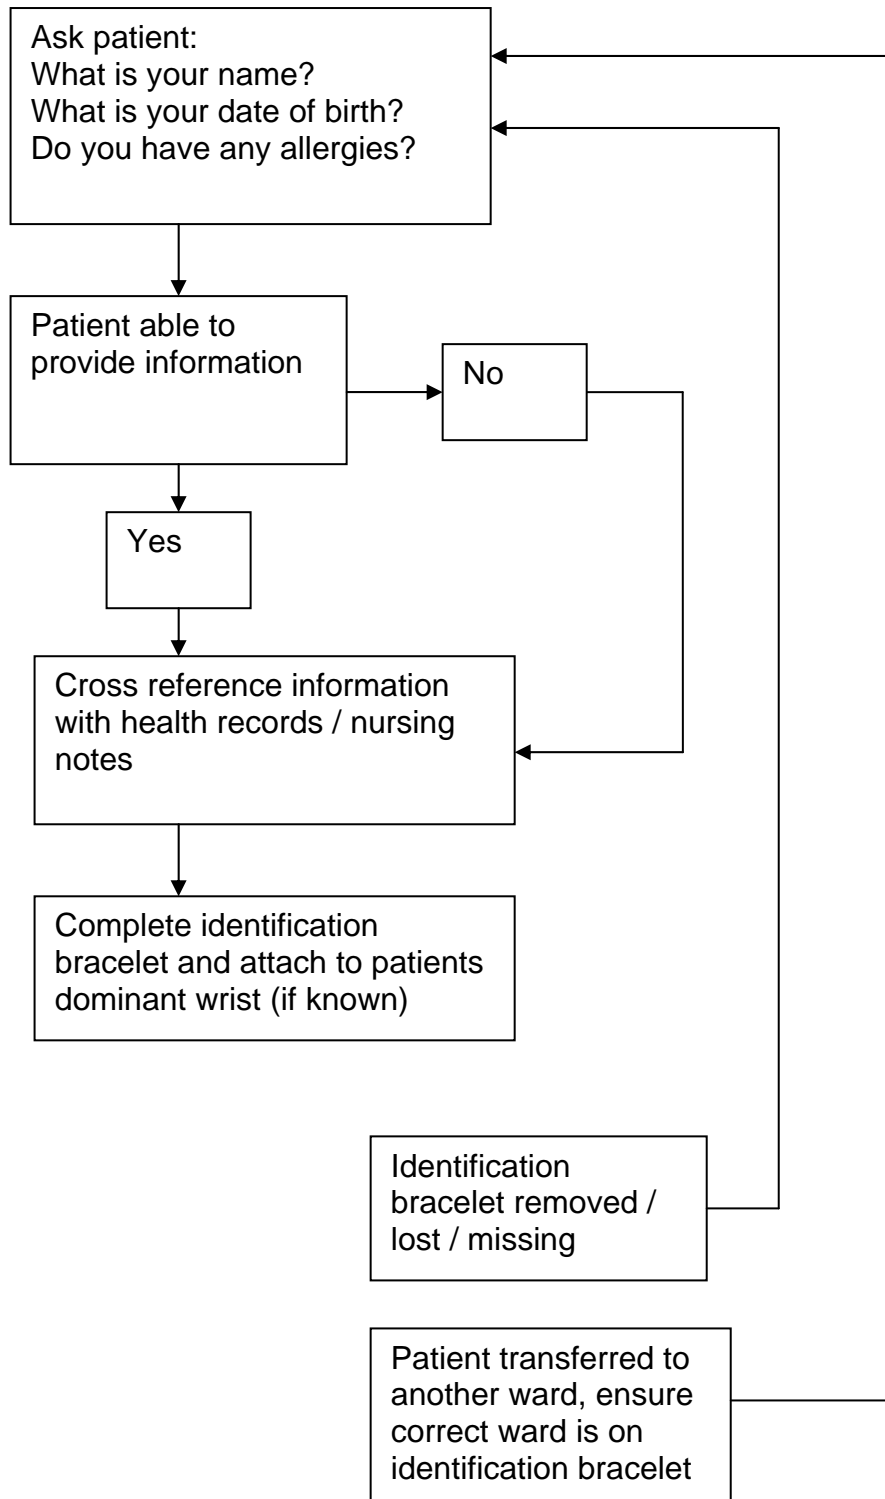 Ask patient:
What is your name?
What is your date of birth?
Do you have any allergies?
Patient able to
provide information
No
Yes
Cross reference information
with health records / nursing
notes
Complete identification
bracelet and attach to patients
dominant wrist (if known)
Identification
bracelet removed /
lost / missing
Patient transferred to
another ward, ensure
correct ward is on
identification bracelet